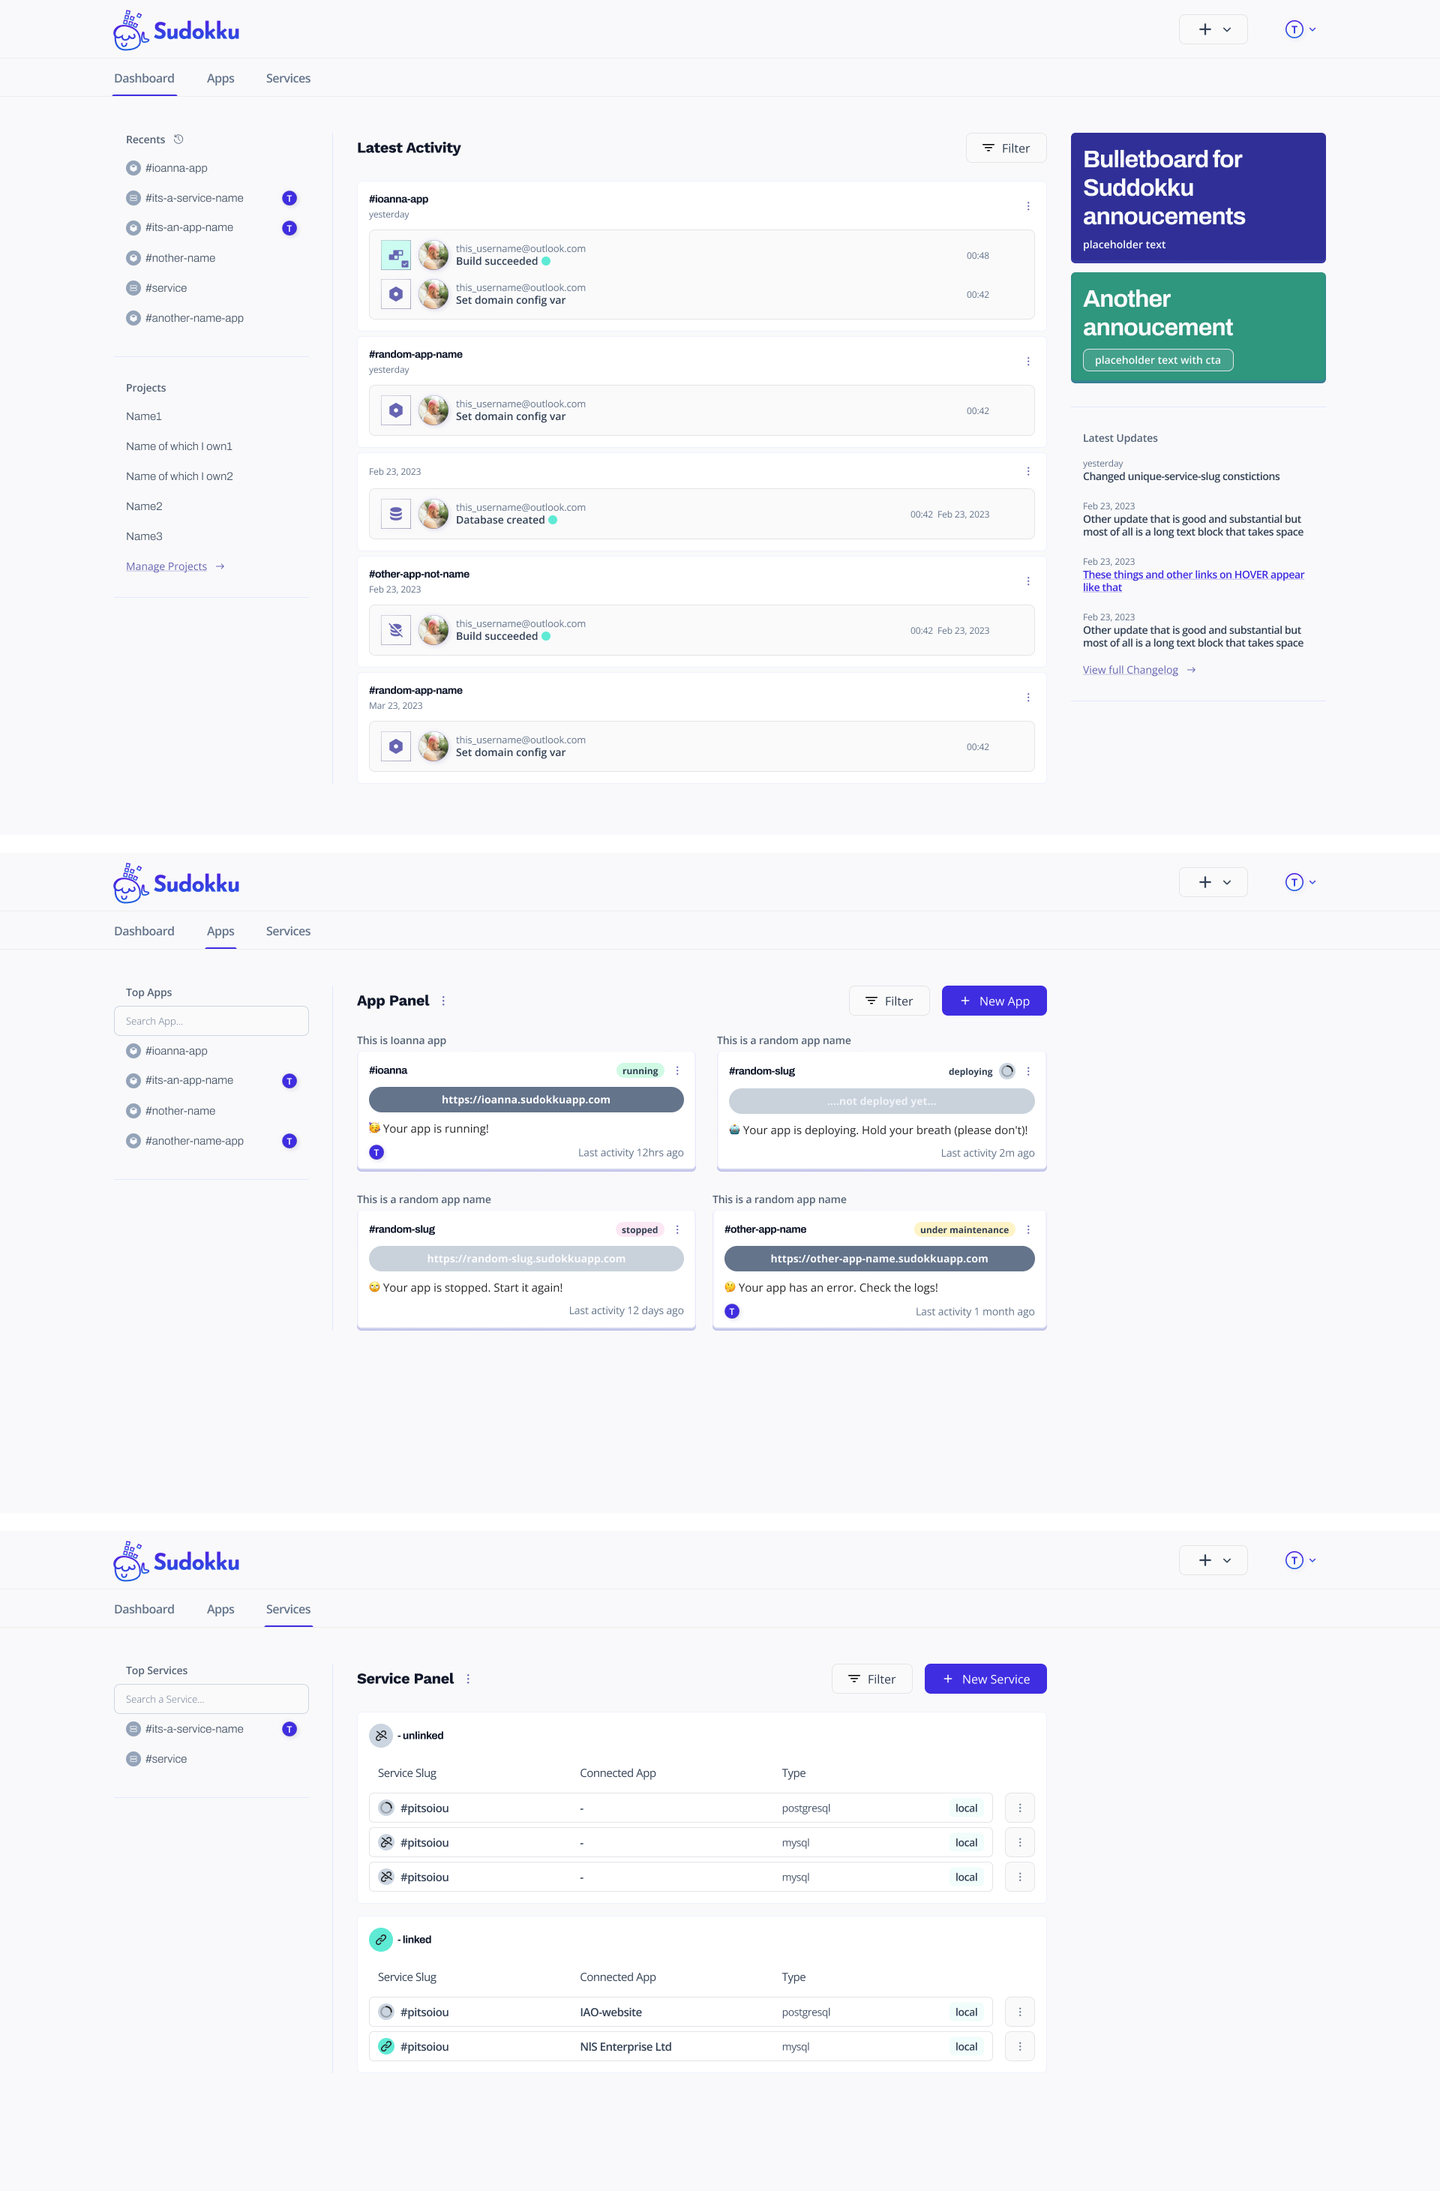 Sudokku
T
Dashboard Apps Services
Recents
#ioanna-app
#its-a-service-name T
#its-an-app-name T
#nother-name
#service
#another-name-app
Projects
Name1
Name of which I own1
Name of which I own2
Name2
Name3
Manage Projects
Latest Activity
Filter
#ioanna-app
yesterday
this_username@outlook.com
Build succeeded
00:48
this_username@outlook.com
Set domain config var
00:42
#random-app-name
yesterday
this_username@outlook.com
Set domain config var
00:42
Feb 23, 2023
this_username@outlook.com
Database created
00:42 Feb 23, 2023
#other-app-not-name
Feb 23, 2023
this_username@outlook.com
Build succeeded
00:42 Feb 23, 2023
#random-app-name
Mar 23, 2023
this_username@outlook.com
Set domain config var
00:42
Bulletboard for
Suddokku
annoucements
placeholder text
Another
annoucement
placeholder text with cta
Latest Updates
yesterday
Changed unique-service-slug constictions
Feb 23, 2023
Other update that is good and substantial but
most of all is a long text block that takes space
Feb 23, 2023
These things and other links on HOVER appear
like that
Feb 23, 2023
Other update that is good and substantial but
most of all is a long text block that takes space
View full Changelog
Sudokku
T
Dashboard Apps Services
Top Apps
Search App...
#ioanna-app
#its-an-app-name T
#nother-name
#another-name-app T
App Panel
Filter
+ New App
This is Ioanna app
#ioanna running
https://ioanna.sudokkuapp.com
Your app is running!
T Last activity 12hrs ago
This is a random app name
#random-slug deploying
....not deployed yet...
Your app is deploying. Hold your breath (please don't)!
Last activity 2m ago
This is a random app name
#random-slug stopped
https://random-slug.sudokkuapp.com
Your app is stopped. Start it again!
Last activity 12 days ago
This is a random app name
#other-app-name under maintenance
https://other-app-name.sudokkuapp.com
Your app has an error. Check the logs!
T Last activity 1 month ago
Sudokku
T
Dashboard Apps Services
Top Services
Search a Service...
#its-a-service-name T
#service
Service Panel
Filter
+ New Service
- unlinked
Service Slug Connected App Type
#pitsoiou - postgresql local
#pitsoiou - mysql local
#pitsoiou - mysql local
- linked
Service Slug Connected App Type
#pitsoiou IAO-website postgresql local
#pitsoiou NIS Enterprise Ltd mysql local